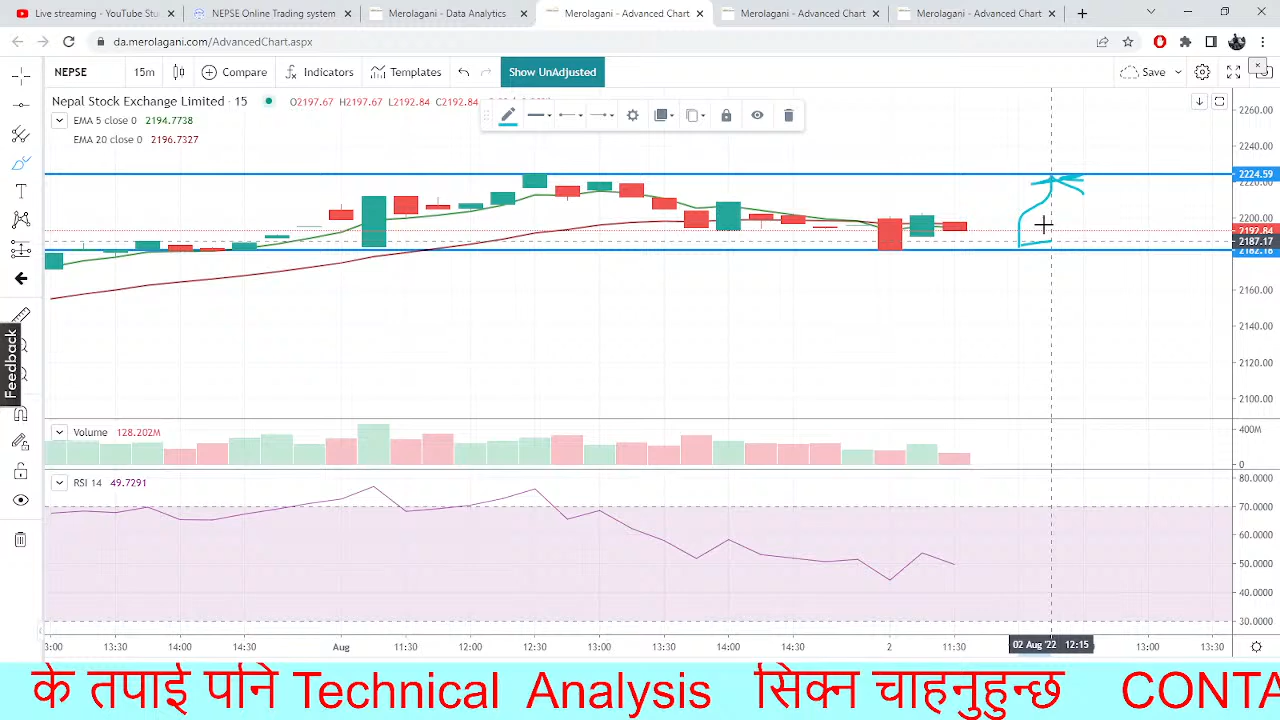 Live streaming - YouTube Stu
NEPSE Online Trading system
Merolagani - Data Analytics
Merolagani - Advanced Chart
Merolagani - Advanced Chart
Merolagani - Advanced Chart
da.merolagani.com/AdvancedChart.aspx
NEPSE 15m Compare Indicators Templates Show UnAdjusted Save
Nepal Stock Exchange Limited · 15 O2197.67 H2197.67 L2192.84 C2192.84
EMA 5 close 0 2194.7738
EMA 20 close 0 2196.7327
2260.00
2240.00
2224.59
2220.00
2200.00
2192.84
2187.17
2182.18
2160.00
2140.00
2120.00
2100.00
Feedback
Volume 128.202M
400M
0
RSI 14 49.7291
80.0000
70.0000
60.0000
50.0000
40.0000
30.0000
3:00 13:30 14:00 14:30 Aug 11:30 12:00 12:30 13:00 13:30 14:00 14:30 2 11:30 02 Aug '22 12:15 13:00 13:30
के तपाई पनि Technical Analysis सिक्न चाहनुहुन्छ CONTA